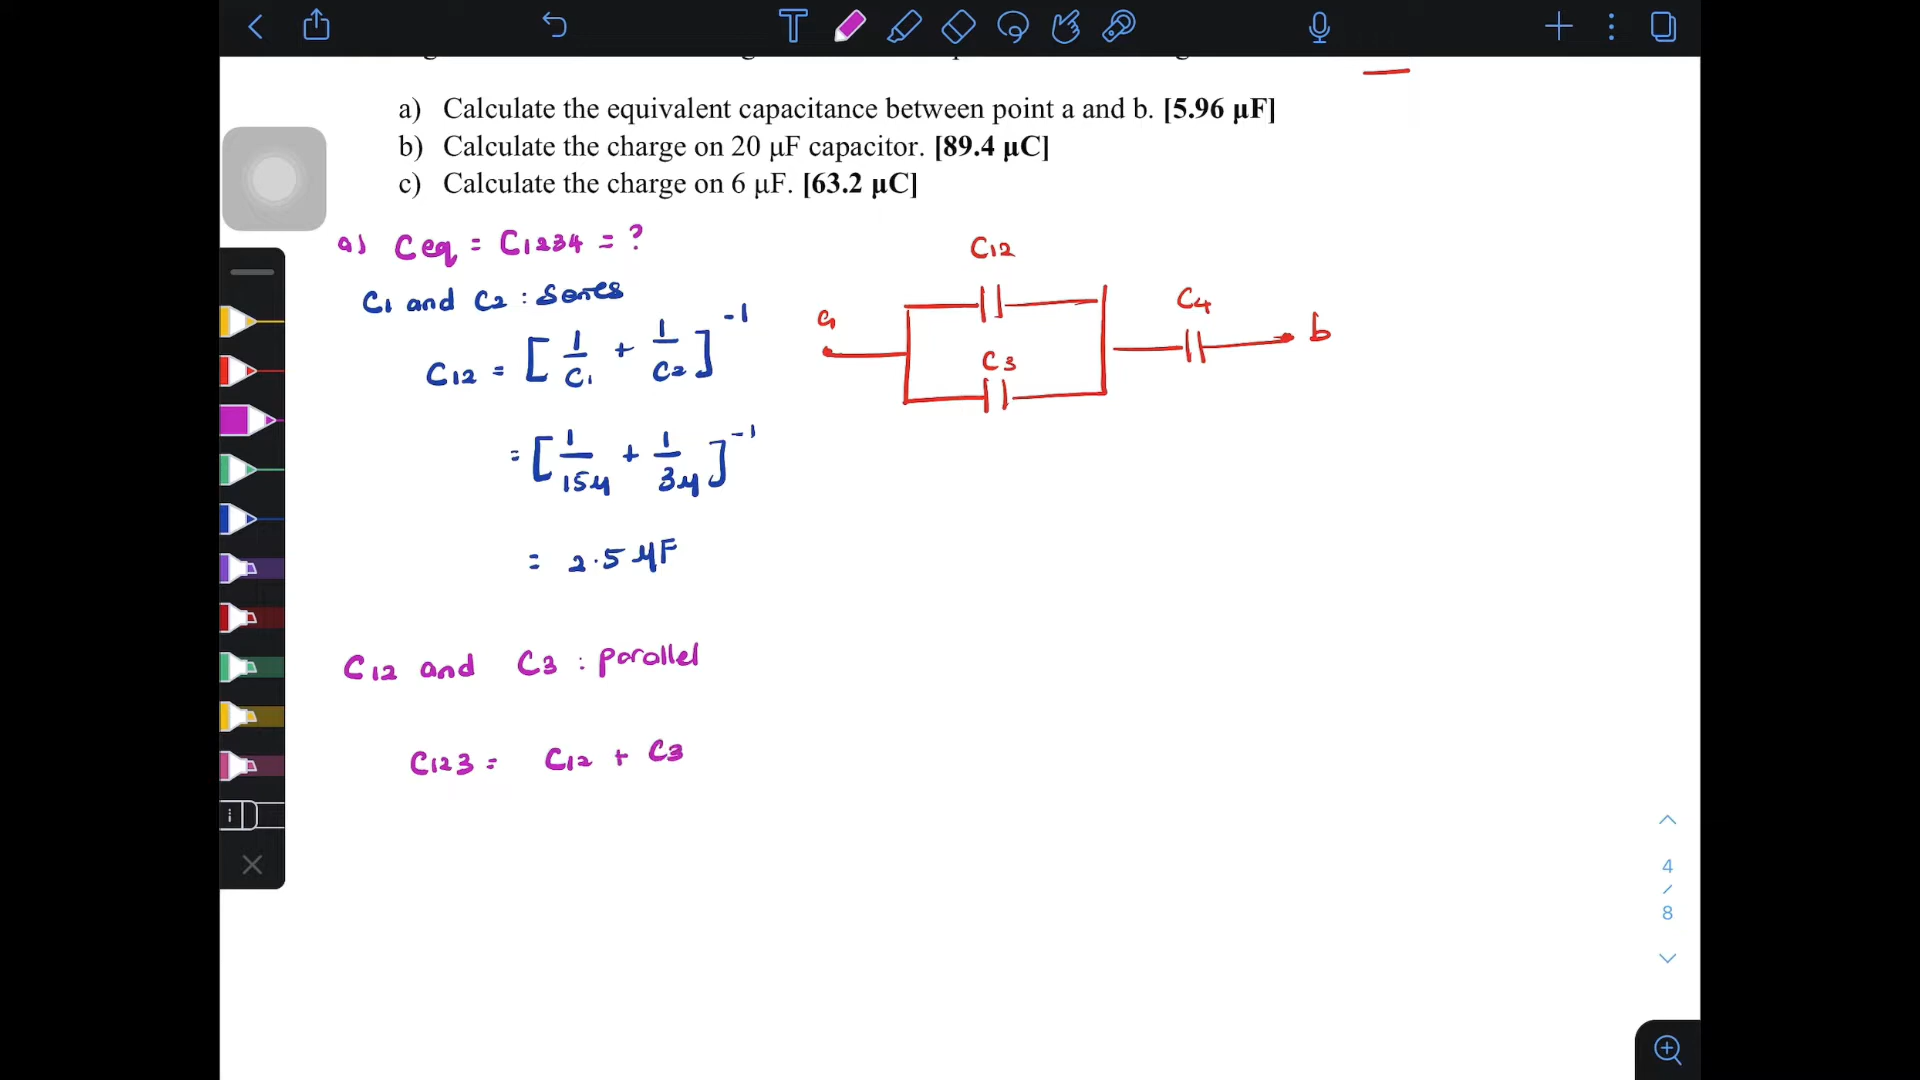 a) Calculate the equivalent capacitance between point a and b. [5.96 μF]
b) Calculate the charge on 20 μF capacitor. [89.4 μC]
c) Calculate the charge on 6 μF. [63.2 μC]
a) Ceq = C1234 = ?
C1 and C2 : Series
C12 = [ 1/C1 + 1/C2 ]^-1
= [ 1/15μ + 1/3μ ]^-1
= 2.5 μF
C12 and C3 : parallel
C123 = C12 + C3
C12
a
C3
C4
b
4
/
8